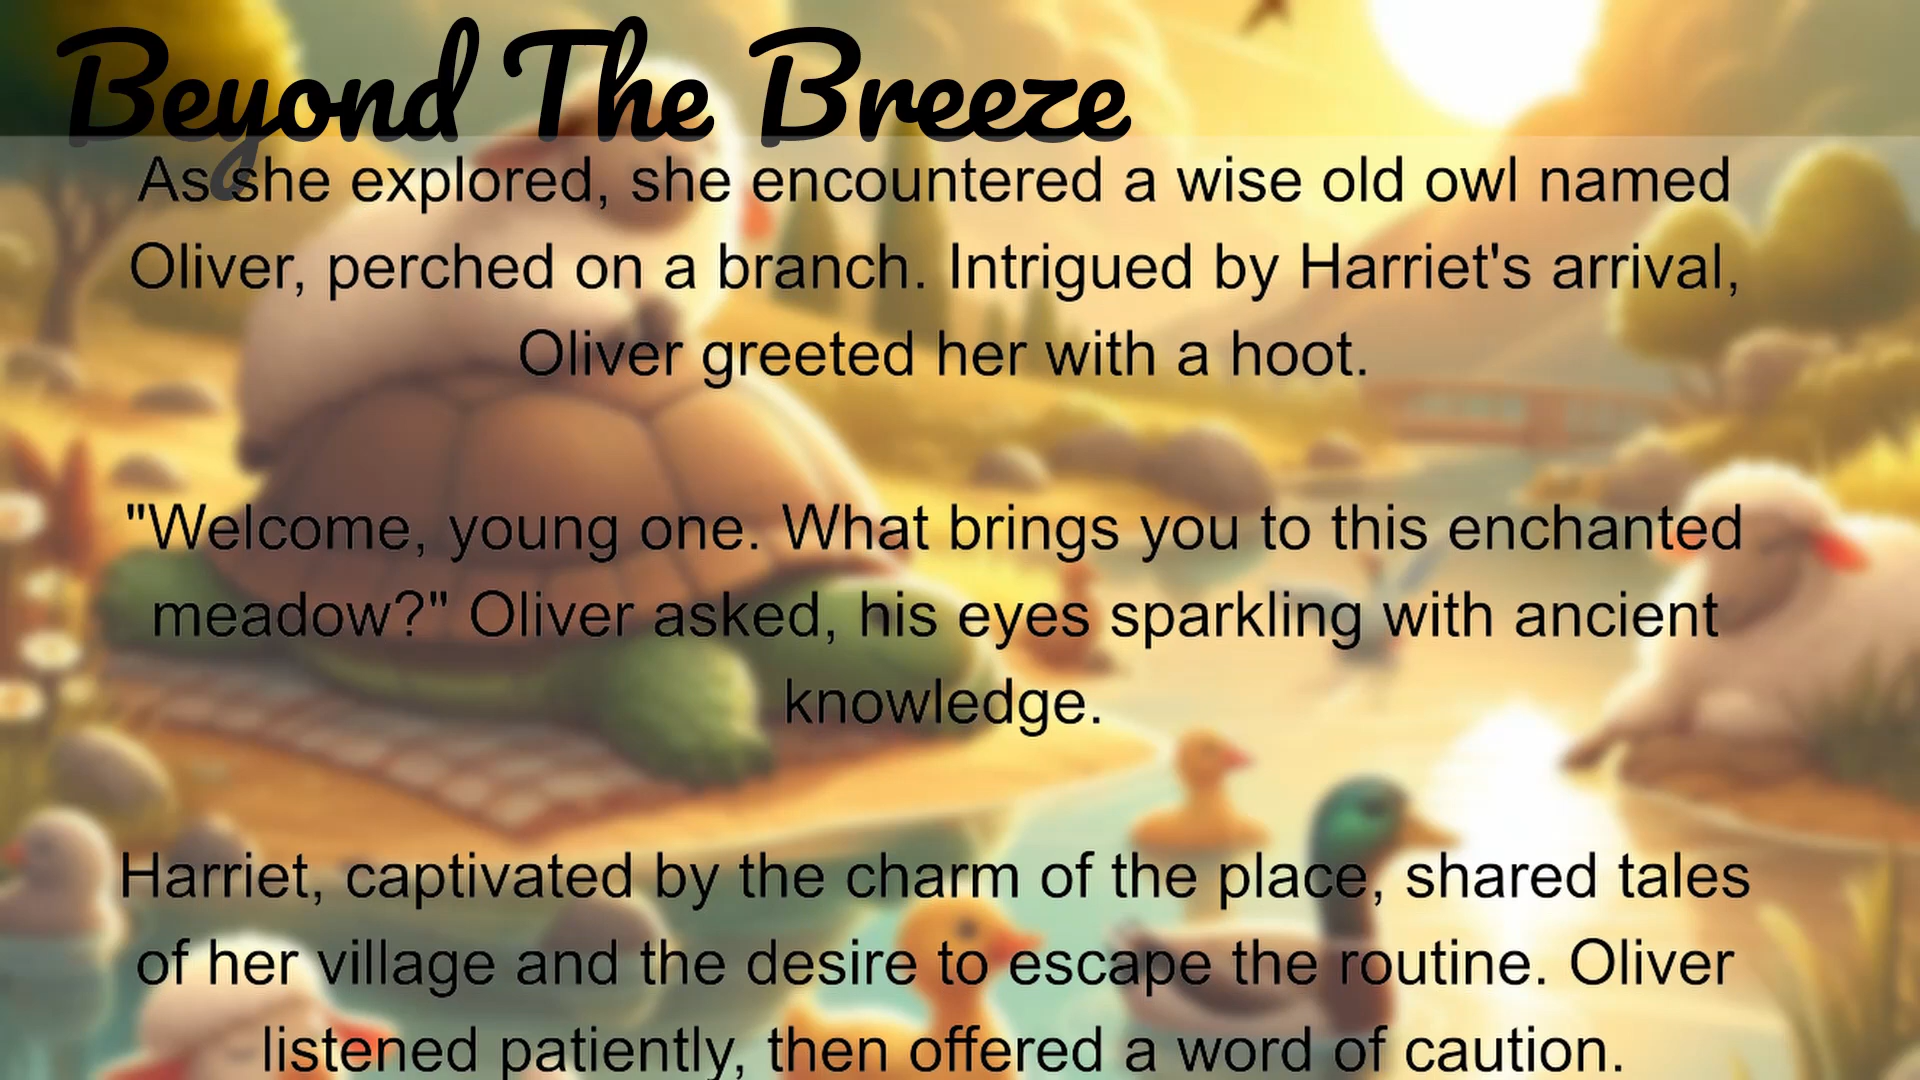 Beyond The Breeze
As she explored, she encountered a wise old owl named
Oliver, perched on a branch. Intrigued by Harriet's arrival,
Oliver greeted her with a hoot.
"Welcome, young one. What brings you to this enchanted
meadow?" Oliver asked, his eyes sparkling with ancient
knowledge.
Harriet, captivated by the charm of the place, shared tales
of her village and the desire to escape the routine. Oliver
listened patiently, then offered a word of caution.